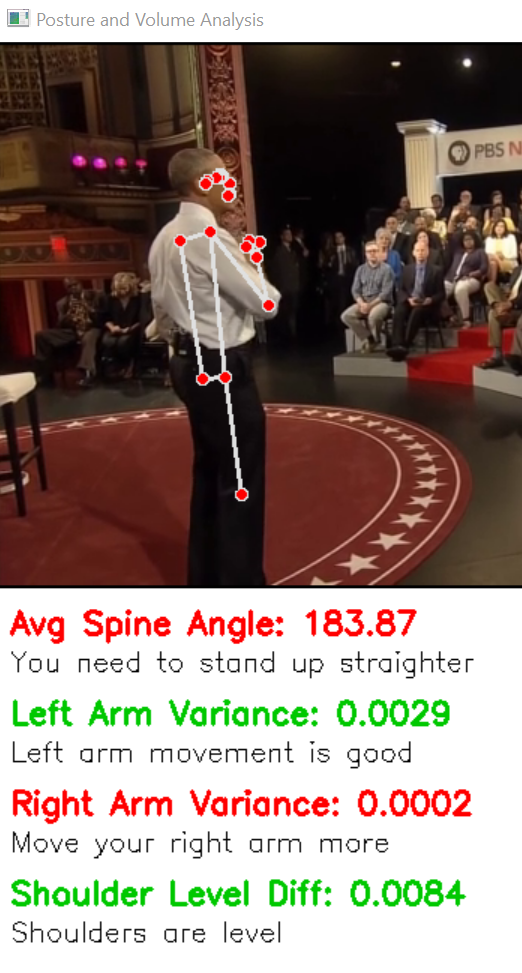 Posture and Volume Analysis
PBS N
Avg Spine Angle: 183.87
You need to stand up straighter
Left Arm Variance: 0.0029
Left arm movement is good
Right Arm Variance: 0.0002
Move your right arm more
Shoulder Level Diff: 0.0084
Shoulders are level